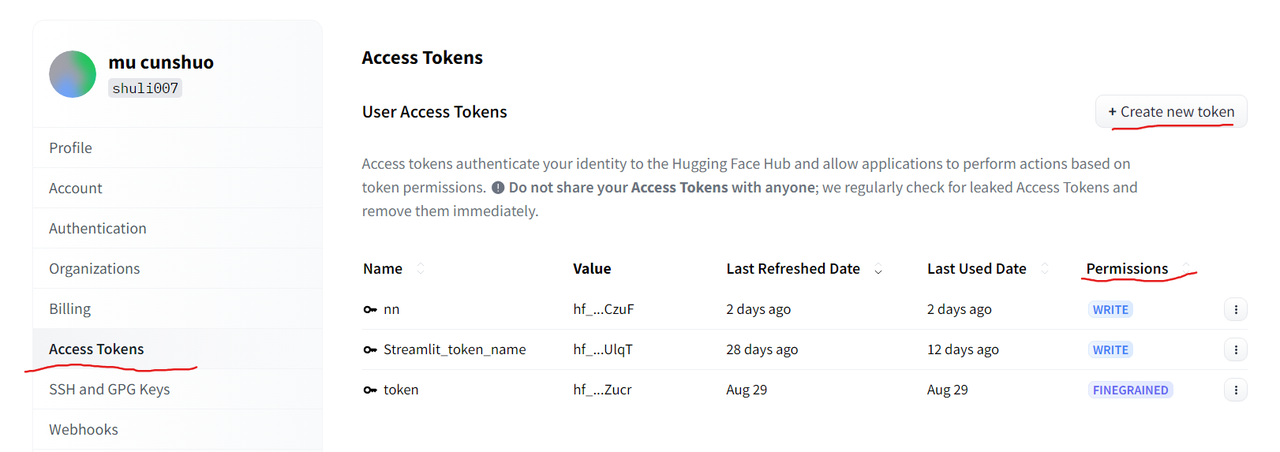 mu cunshuo
shuli007
Profile
Account
Authentication
Organizations
Billing
Access Tokens
SSH and GPG Keys
Webhooks
Access Tokens
User Access Tokens
+ Create new token
Access tokens authenticate your identity to the Hugging Face Hub and allow applications to perform actions based on
token permissions. Do not share your Access Tokens with anyone; we regularly check for leaked Access Tokens and
remove them immediately.
Name Value Last Refreshed Date Last Used Date Permissions
nn hf_...CzuF 2 days ago 2 days ago WRITE
Streamlit_token_name hf_...UlqT 28 days ago 12 days ago WRITE
token hf_...Zucr Aug 29 Aug 29 FINEGRAINED